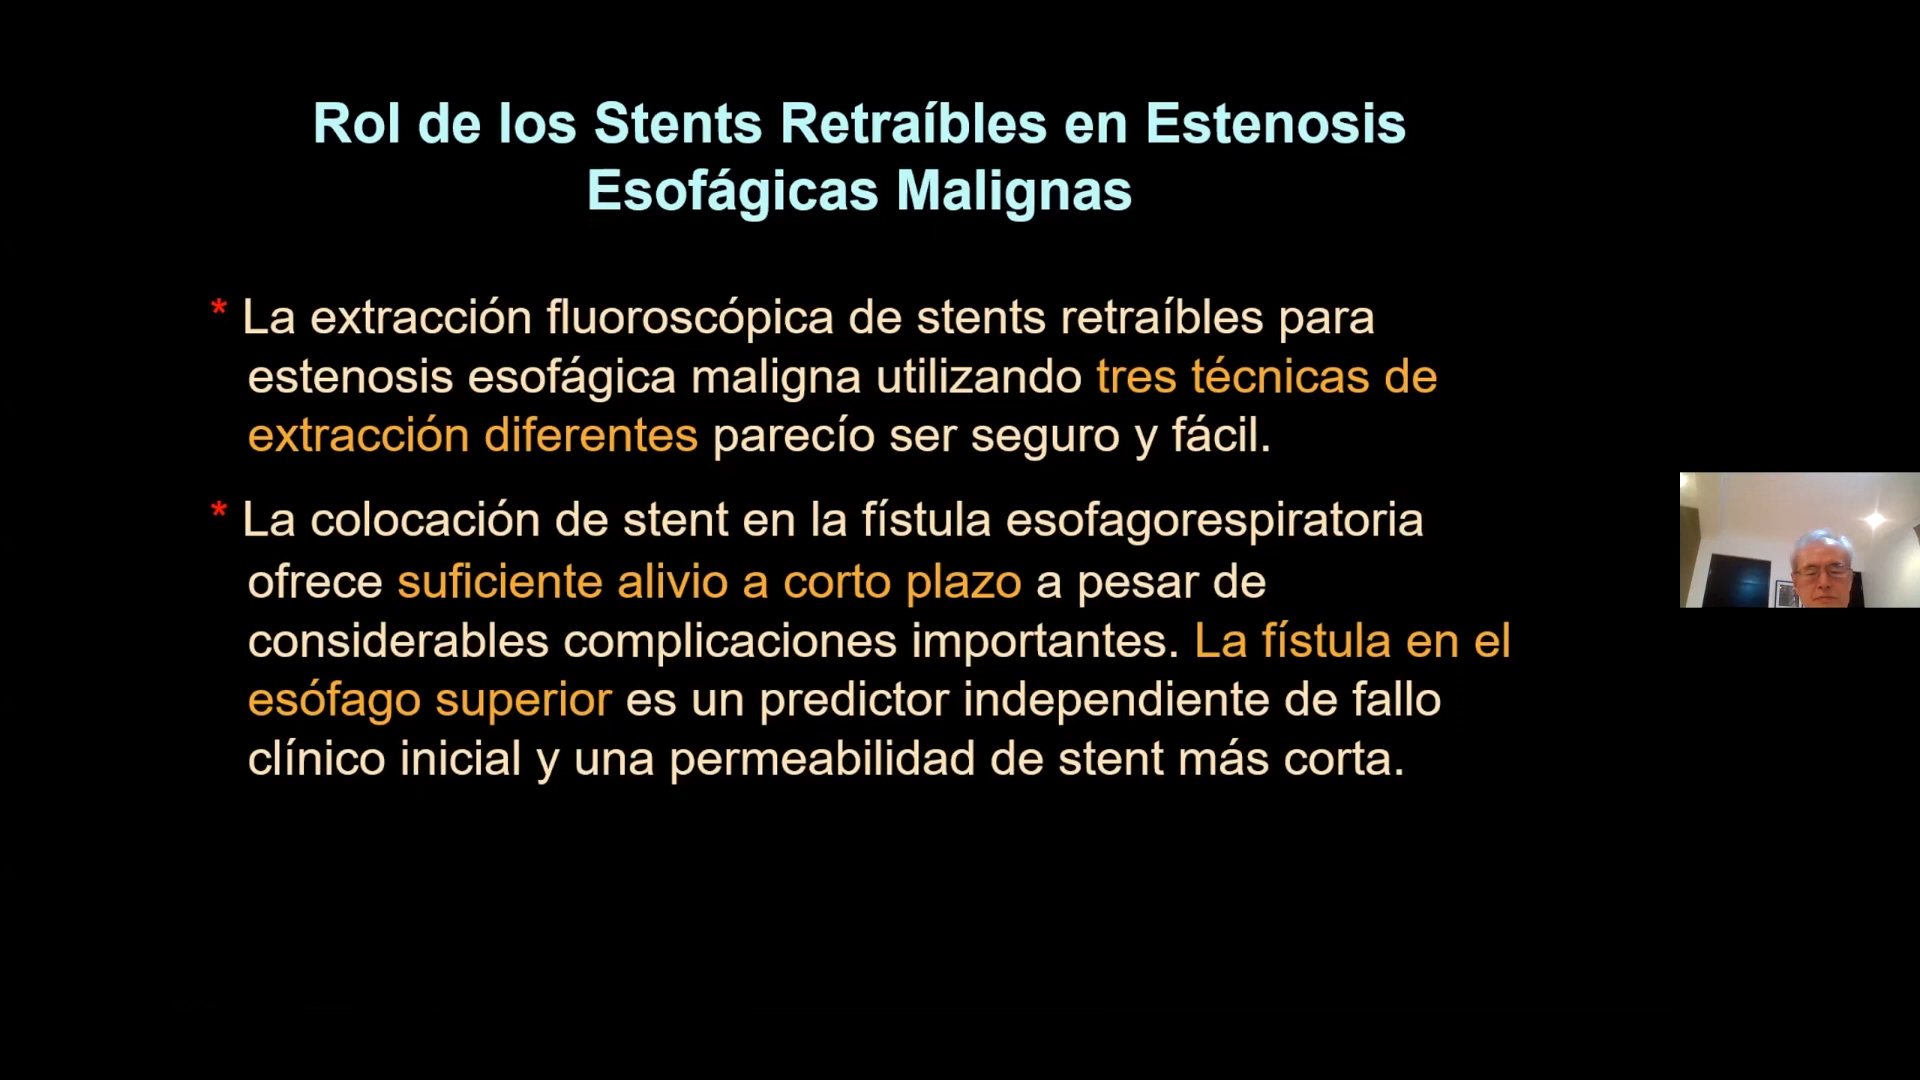 Rol de los Stents Retraíbles en Estenosis
Esofágicas Malignas
* La extracción fluoroscópica de stents retraíbles para
estenosis esofágica maligna utilizando tres técnicas de
extracción diferentes parecío ser seguro y fácil.
* La colocación de stent en la fístula esofagorespiratoria
ofrece suficiente alivio a corto plazo a pesar de
considerables complicaciones importantes. La fístula en el
esófago superior es un predictor independiente de fallo
clínico inicial y una permeabilidad de stent más corta.